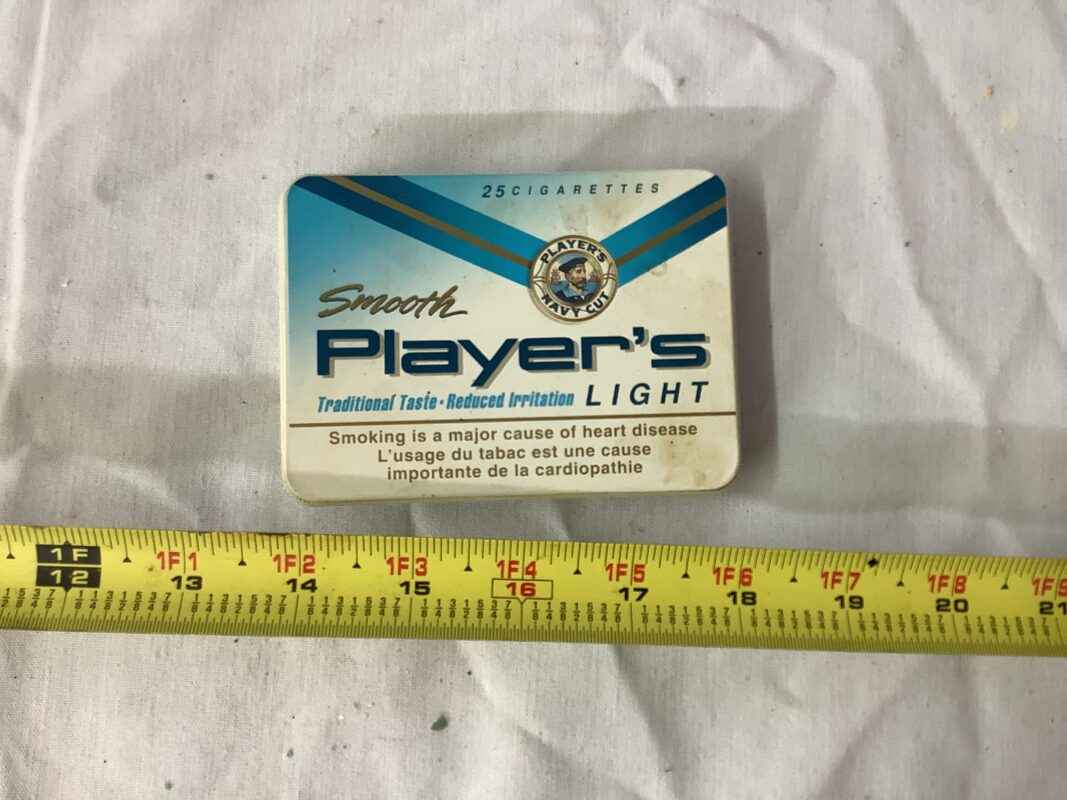 25 CIGARETTES
PLAYER'S
NAVY CUT
Smooth
Player's
Traditional Taste • Reduced Irritation LIGHT
Smoking is a major cause of heart disease
L'usage du tabac est une cause
importante de la cardiopathie
1F 1F1 1F2 1F3 1F4 1F5 1F6 1F7 1F8 1F9
12 13 14 15 16 17 18 19 20 21